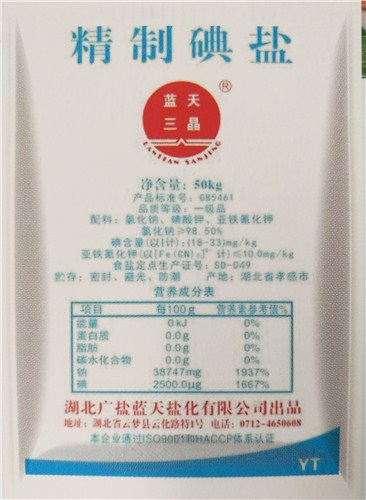 精制碘盐
蓝天
三晶
®
LANTIAN SANJING
净含量：50kg
产品标准号：GB5461
品质等级：一级品
配料：氯化钠、碘酸钾、亚铁氰化钾
氯化钠≥98.50%
碘含量(以I计)：(18-33)mg/kg
亚铁氰化钾(以[Fe(CN)₆]⁴⁻计)≤10.0mg/kg
食盐定点生产证号：SD-049
贮存：密封、避光、防潮 产地：湖北省孝感市
营养成分表
项目 每100g 营养素参考值%
能量 0kJ 0%
蛋白质 0.0g 0%
脂肪 0.0g 0%
碳水化合物 0.0g 0%
钠 38747mg 1937%
碘 2500.0μg 1667%
湖北广盐蓝天盐化有限公司出品
地址：湖北省云梦县云化路特1号 电话：0712-4650608
本企业通过ISO9001和HACCP体系认证
YT